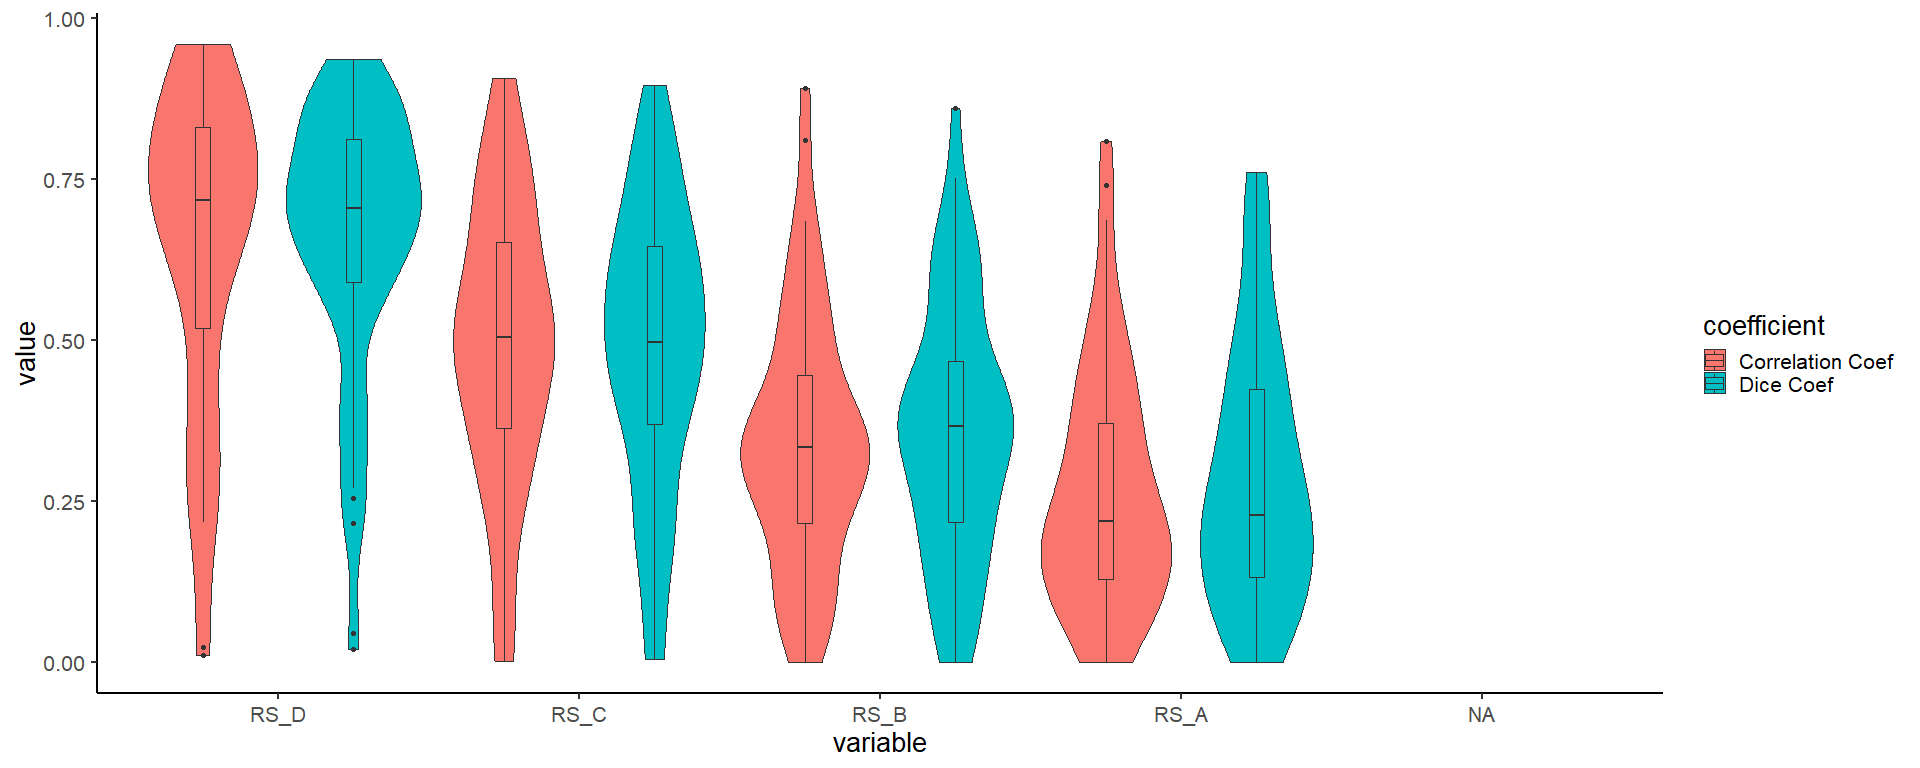 1.00
0.75
0.50
0.25
0.00
value
RS_D
RS_C
RS_B
RS_A
NA
variable
coefficient
Correlation Coef
Dice Coef